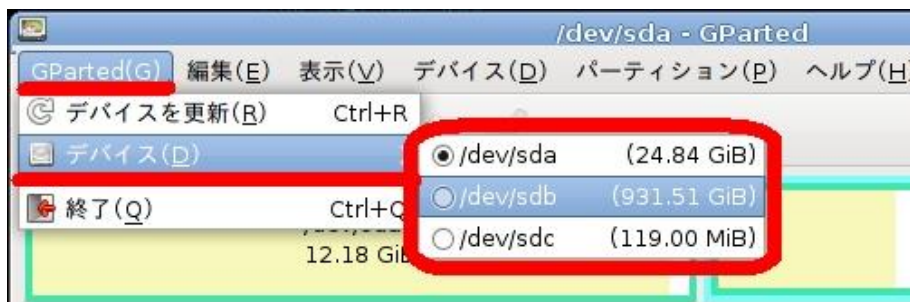 /dev/sda - GParted
GParted(G) 編集(E) 表示(V) デバイス(D) パーティション(P) ヘルプ(H
デバイスを更新(R) Ctrl+R
デバイス(D)
/dev/sda (24.84 GiB)
/dev/sdb (931.51 GiB)
終了(Q) Ctrl+Q
/dev/sdc (119.00 MiB)
12.18 GiB